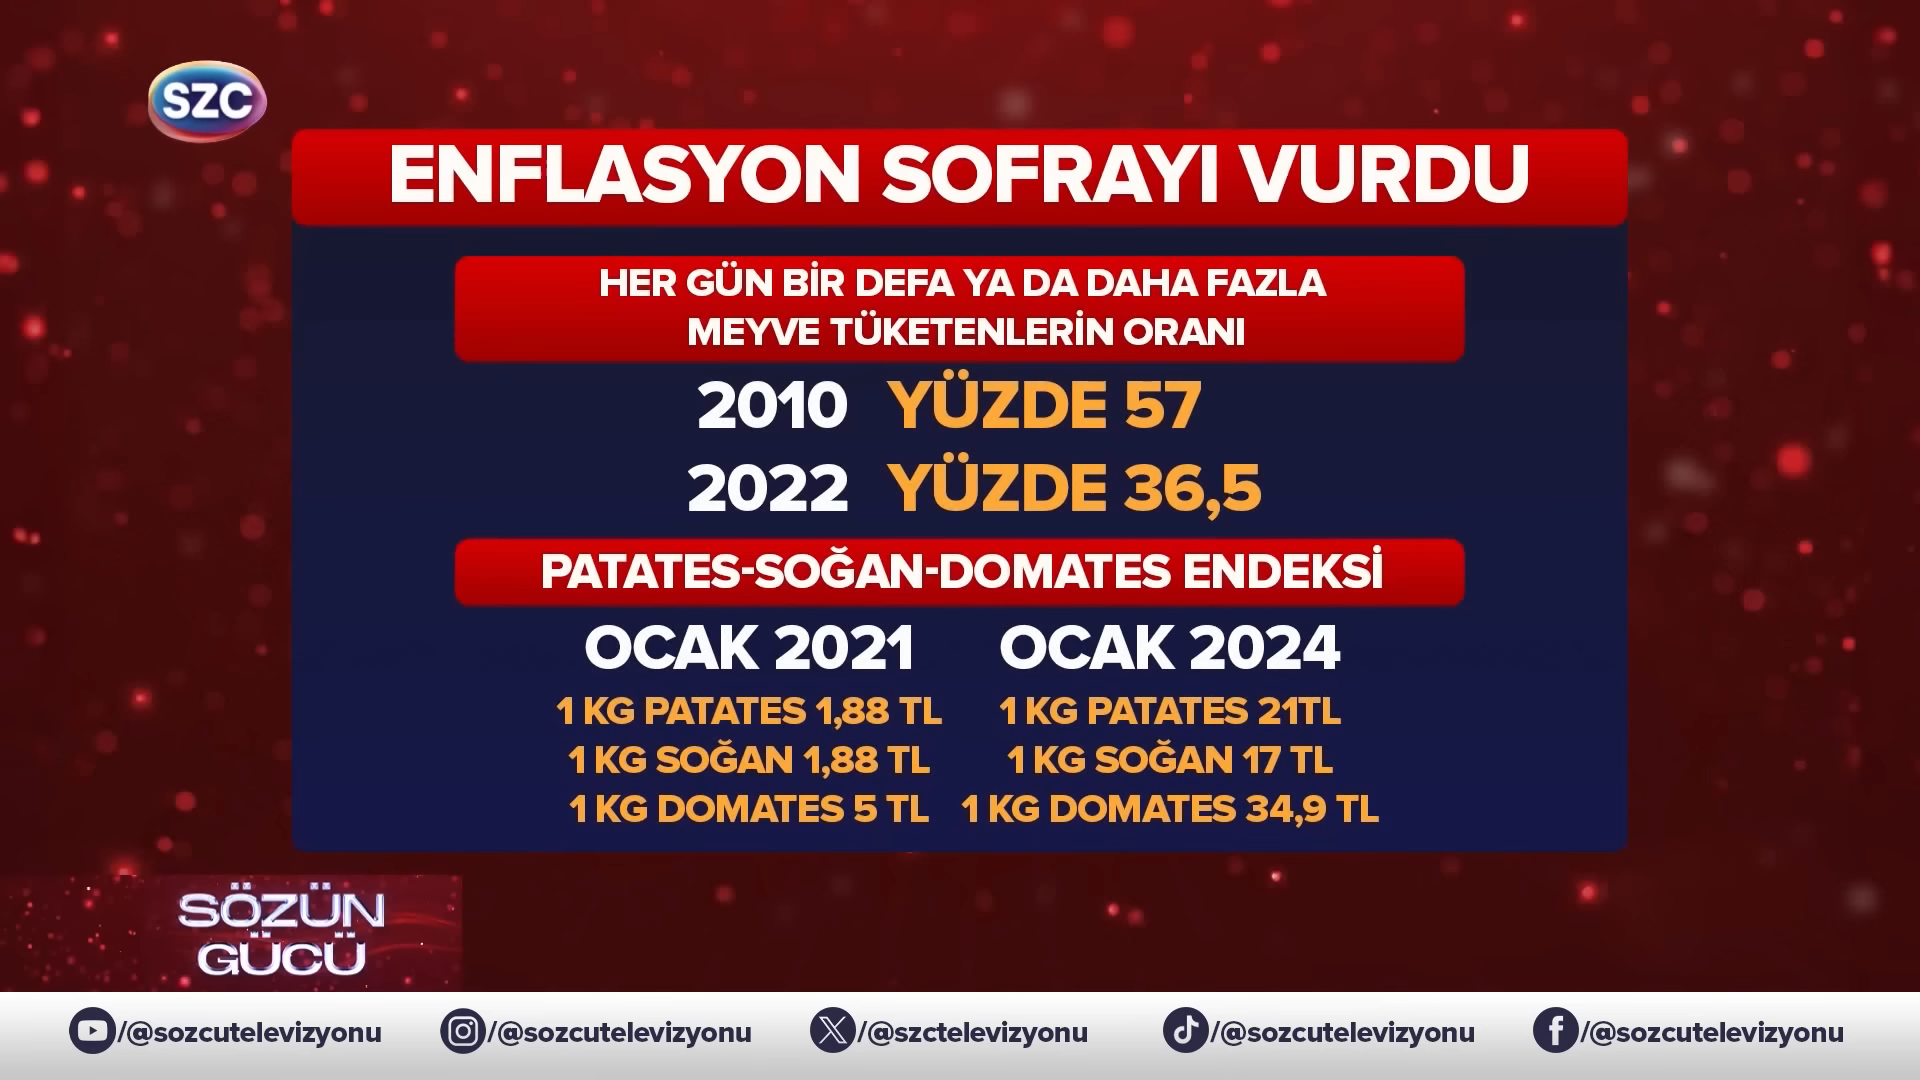 SZC
ENFLASYON SOFRAYI VURDU
HER GÜN BİR DEFA YA DA DAHA FAZLA
MEYVE TÜKETENLERİN ORANI
2010 YÜZDE 57
2022 YÜZDE 36,5
PATATES-SOĞAN-DOMATES ENDEKSİ
OCAK 2021 OCAK 2024
1 KG PATATES 1,88 TL 1 KG PATATES 21TL
1 KG SOĞAN 1,88 TL 1 KG SOĞAN 17 TL
1 KG DOMATES 5 TL 1 KG DOMATES 34,9 TL
SÖZÜN
GÜCÜ
/@sozcutelevizyonu /@sozcutelevizyonu /@szctelevizyonu /@sozcutelevizyonu /@sozcutelevizyonu